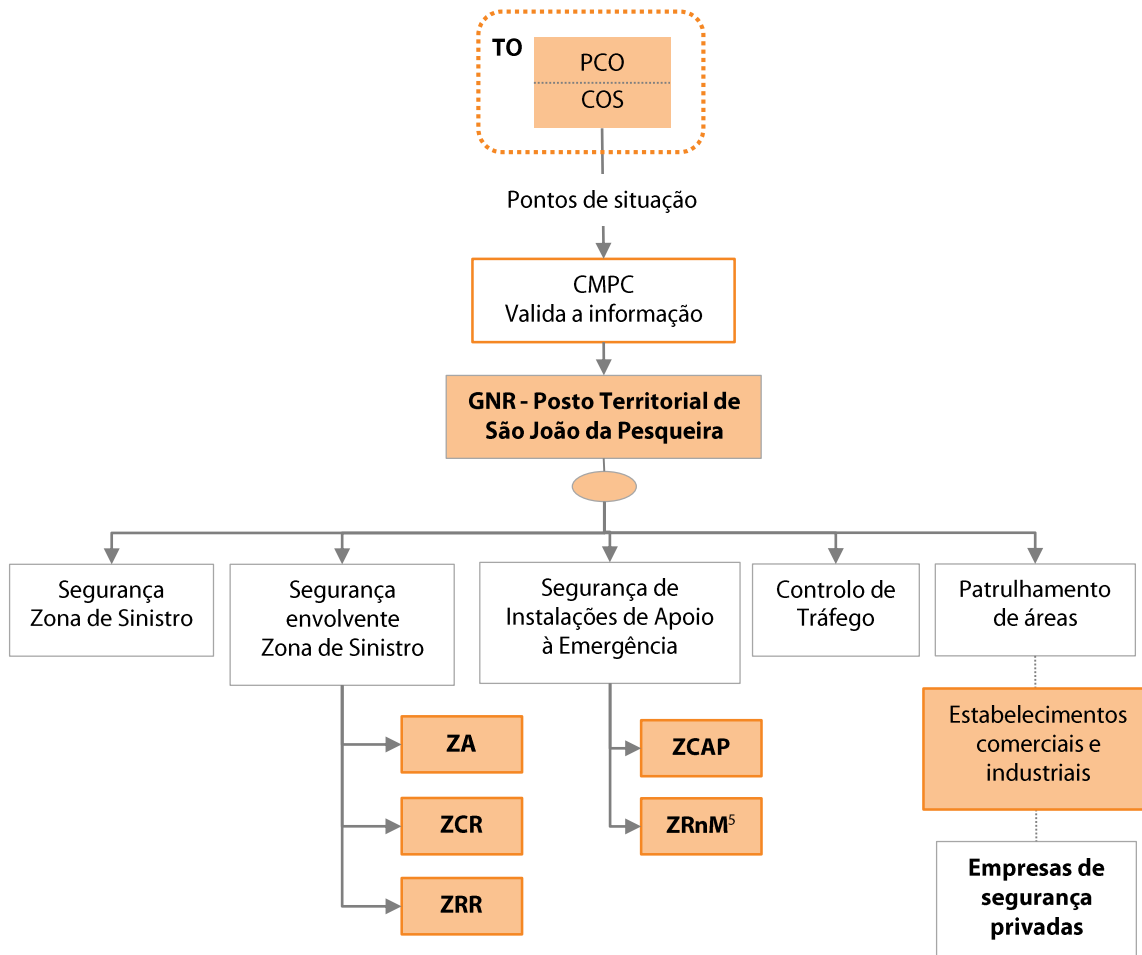 TO
PCO
COS
Pontos de situação
CMPC
Valida a informação
GNR - Posto Territorial de
São João da Pesqueira
Segurança
Zona de Sinistro
Segurança
envolvente
Zona de Sinistro
Segurança de
Instalações de Apoio
à Emergência
Controlo de
Tráfego
Patrulhamento
de áreas
ZA
ZCR
ZRR
ZCAP
ZRnM⁵
Estabelecimentos
comerciais e
industriais
Empresas de
segurança
privadas